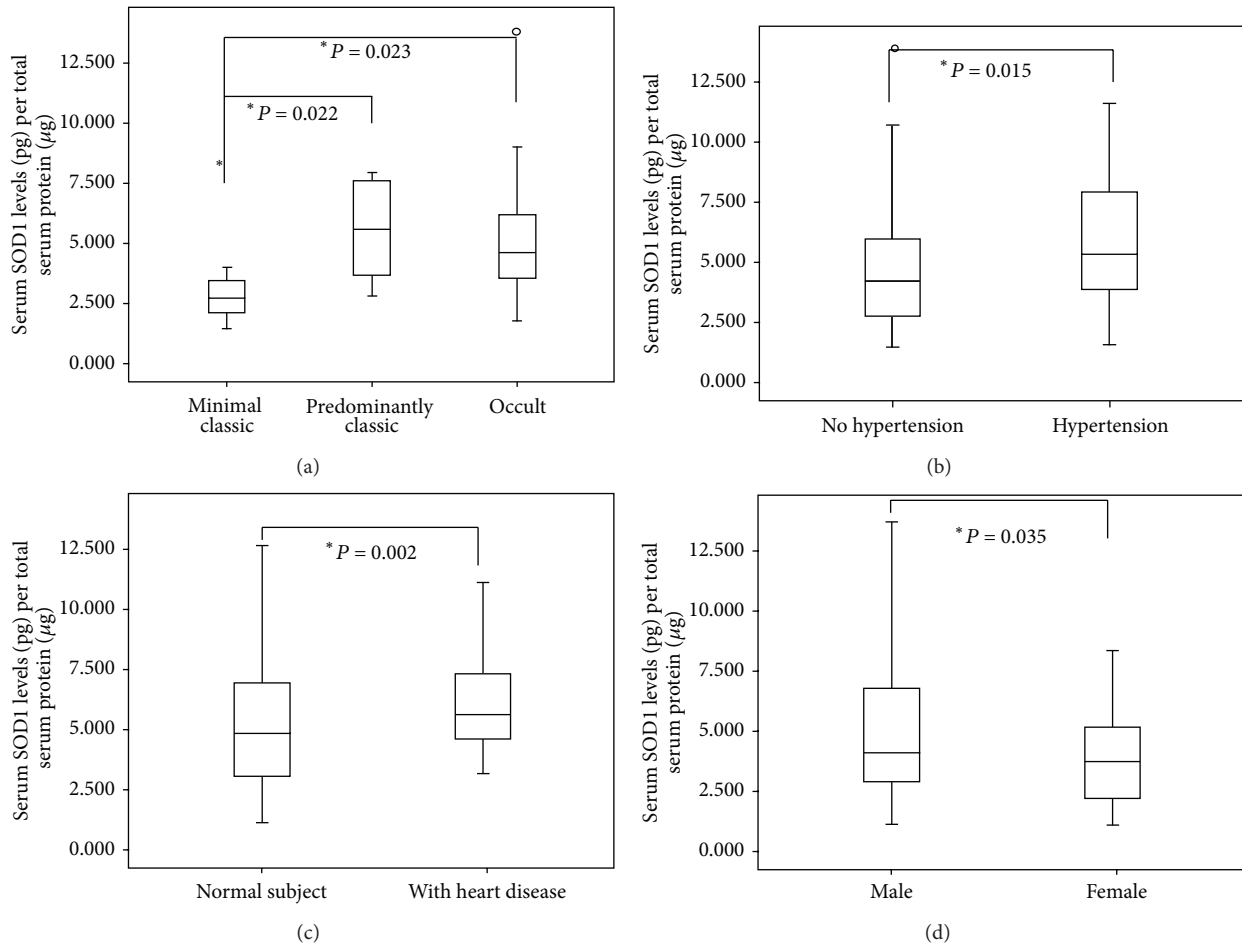 Serum SOD1 levels (pg) per total
serum protein (µg)
12.500
10.000
7.500
5.000
2.500
0.000
* P = 0.023
* P = 0.022
*
Minimal
classic
Predominantly
classic
Occult
(a)
Serum SOD1 levels (pg) per total
serum protein (µg)
12.500
10.000
7.500
5.000
2.500
0.000
* P = 0.015
No hypertension
Hypertension
(b)
Serum SOD1 levels (pg) per total
serum protein (µg)
12.500
10.000
7.500
5.000
2.500
0.000
* P = 0.002
Normal subject
With heart disease
(c)
Serum SOD1 levels (pg) per total
serum protein (µg)
12.500
10.000
7.500
5.000
2.500
0.000
* P = 0.035
Male
Female
(d)